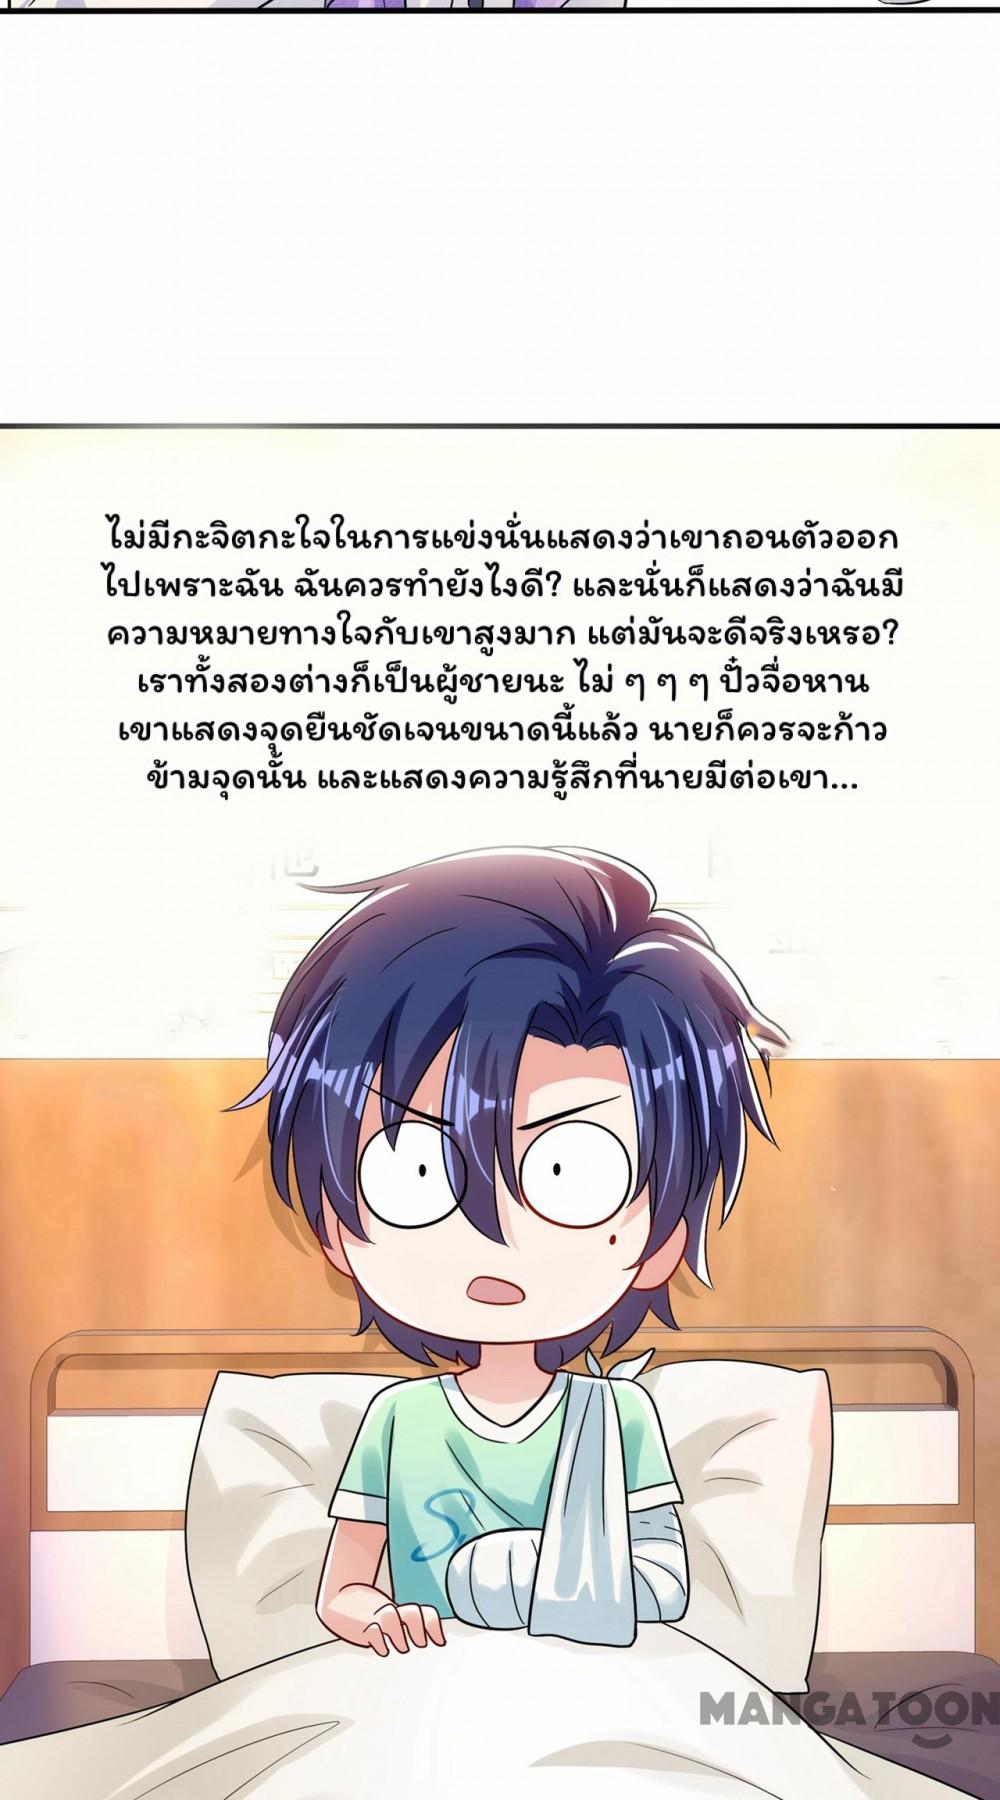 ไม่มีกะจิตกะใจในการแข่งนั่นแสดงว่าเขาถอนตัวออก
ไปเพราะฉัน ฉันควรทำยังไงดี? และนั่นก็แสดงว่าฉันมี
ความหมายทางใจกับเขาสูงมาก แต่มันจะดีจริงเหรอ?
เราทั้งสองต่างก็เป็นผู้ชายนะ ไม่ ๆ ๆ ๆ ปั๋วจื่อหาน
เขาแสดงจุดยืนชัดเจนขนาดนี้แล้ว นายก็ควรจะก้าว
ข้ามจุดนั้น และแสดงความรู้สึกที่นายมีต่อเขา...
S
MANGATOON